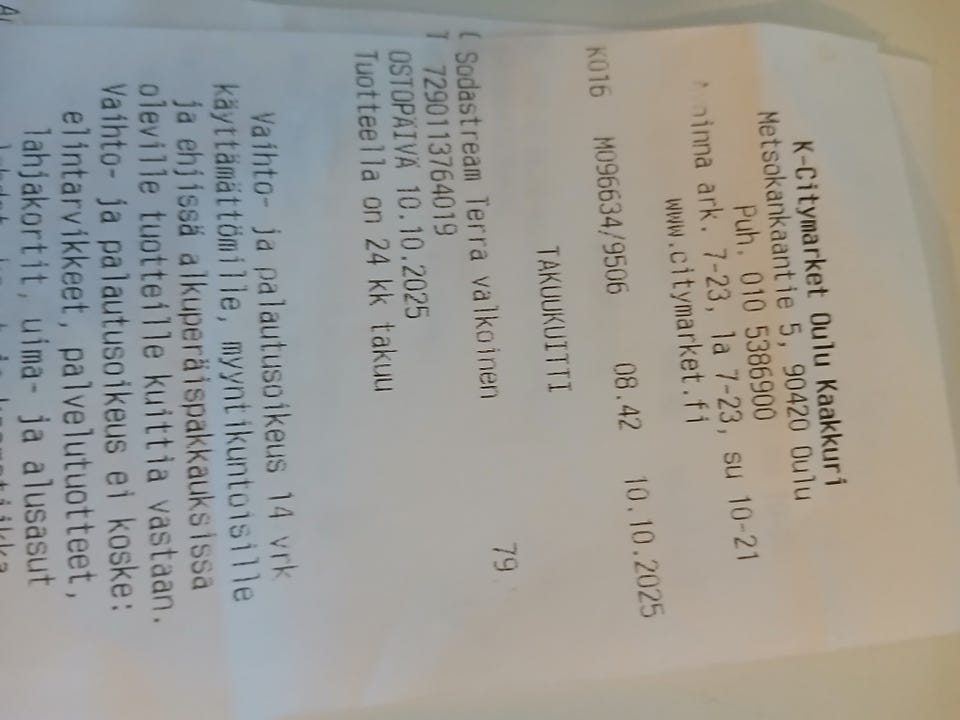 K-Citymarket Oulu Kaakkuri
Metsokankaantie 5, 90420 Oulu
Puh. 010 5386900
ark. 7-23, la 7-23, su 10-21
www.citymarket.fi
K016 M096634/9506 08.42 10.10.2025
TAKUUKUITTI
Sodastream Terra valkoinen 79
7290113764019
OSTOPÄIVÄ 10.10.2025
Tuotteella on 24 kk takuu
Vaihto- ja palautusoikeus 14 vrk
käyttämättömille, myyntikuntoisille
ja ehjissä alkuperäispakkauksissa
oleville tuotteille kuittia vastaan.
Vaihto- ja palautusoikeus ei koske:
elintarvikkeet, palvelutuotteet,
lahjakortit, uima- ja alusasut